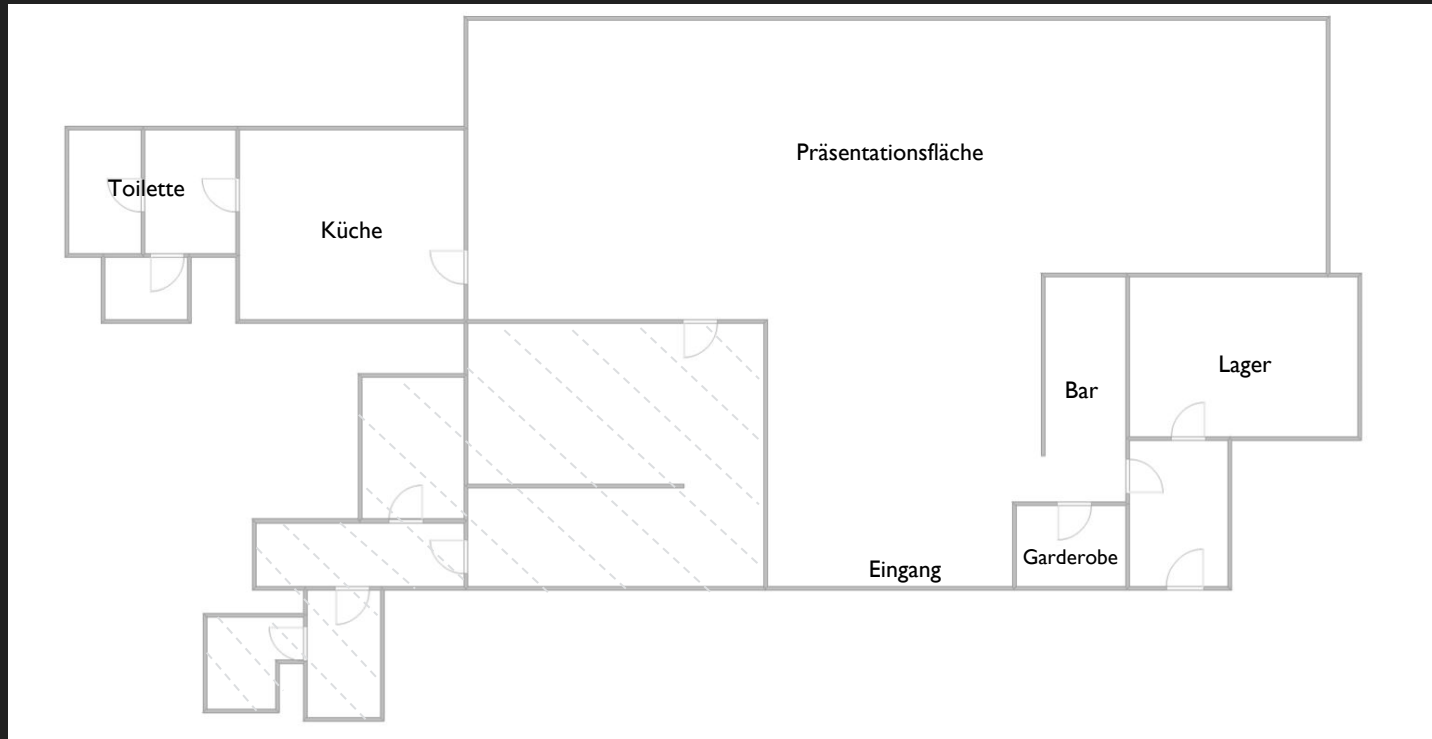 Präsentationsfläche
Toilette
Küche
Lager
Bar
Garderobe
Eingang